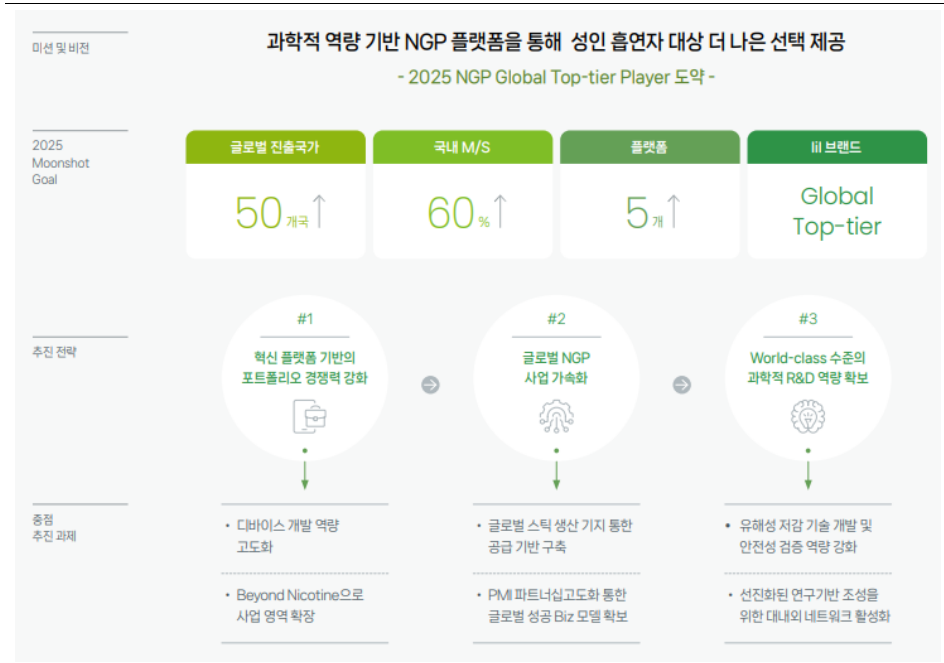 미션 및 비전
과학적 역량 기반 NGP 플랫폼을 통해 성인 흡연자 대상 더 나은 선택 제공
- 2025 NGP Global Top-tier Player 도약 -
2025
Moonshot
Goal
글로벌 진출국가
국내 M/S
플랫폼
lil 브랜드
50 개국↑
60 %↑
5 개↑
Global
Top-tier
추진 전략
#1
혁신 플랫폼 기반의
포트폴리오 경쟁력 강화
#2
글로벌 NGP
사업 가속화
#3
World-class 수준의
과학적 R&D 역량 확보
중점
추진 과제
• 디바이스 개발 역량
고도화
• Beyond Nicotine으로
사업 영역 확장
• 글로벌 스틱 생산 기지 통한
공급 기반 구축
• PMI 파트너십고도화 통한
글로벌 성공 Biz 모델 확보
• 유해성 저감 기술 개발 및
안전성 검증 역량 강화
• 선진화된 연구기반 조성을
위한 대내외 네트워크 활성화